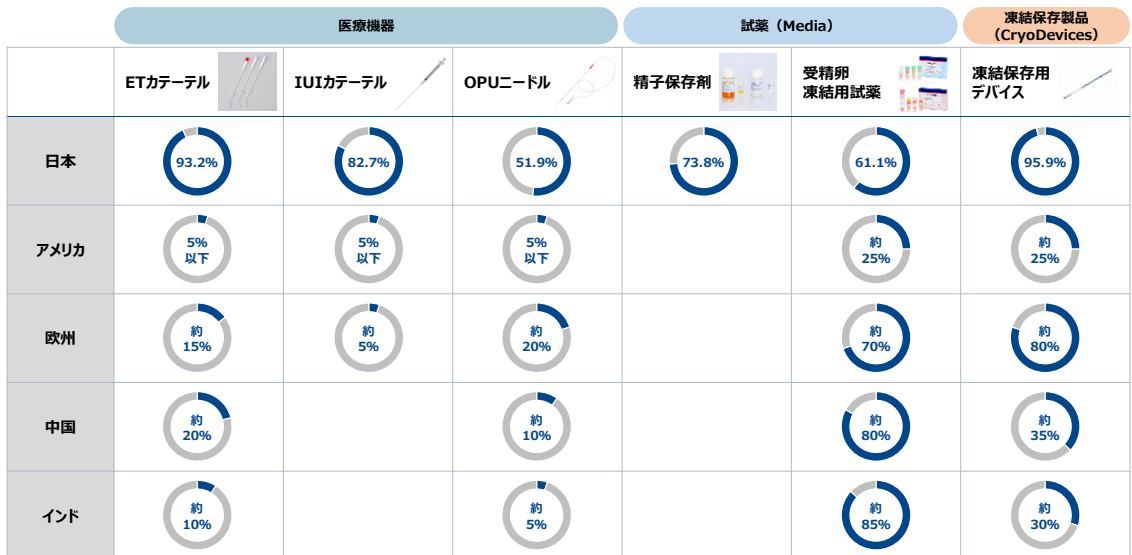 医療機器
試薬（Media）
凍結保存製品
（CryoDevices）
ETカテーテル
IUIカテーテル
OPUニードル
精子保存剤
受精卵
凍結用試薬
凍結保存用
デバイス
日本
93.2%
82.7%
51.9%
73.8%
61.1%
95.9%
アメリカ
5%
以下
5%
以下
5%
以下
約
25%
約
25%
欧州
約
15%
約
5%
約
20%
約
70%
約
80%
中国
約
20%
約
10%
約
80%
約
35%
インド
約
10%
約
5%
約
85%
約
30%